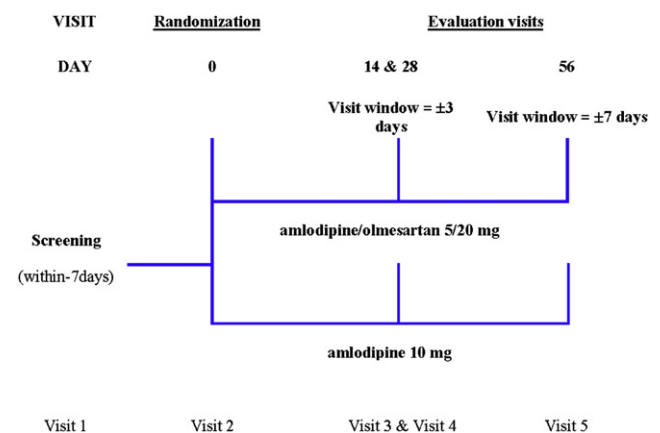 VISIT Randomization Evaluation visits
DAY 0 14 & 28 56
Visit window = ±3
days
Visit window = ±7 days
amlodipine/olmesartan 5/20 mg
Screening
(within-7days)
amlodipine 10 mg
Visit 1 Visit 2 Visit 3 & Visit 4 Visit 5